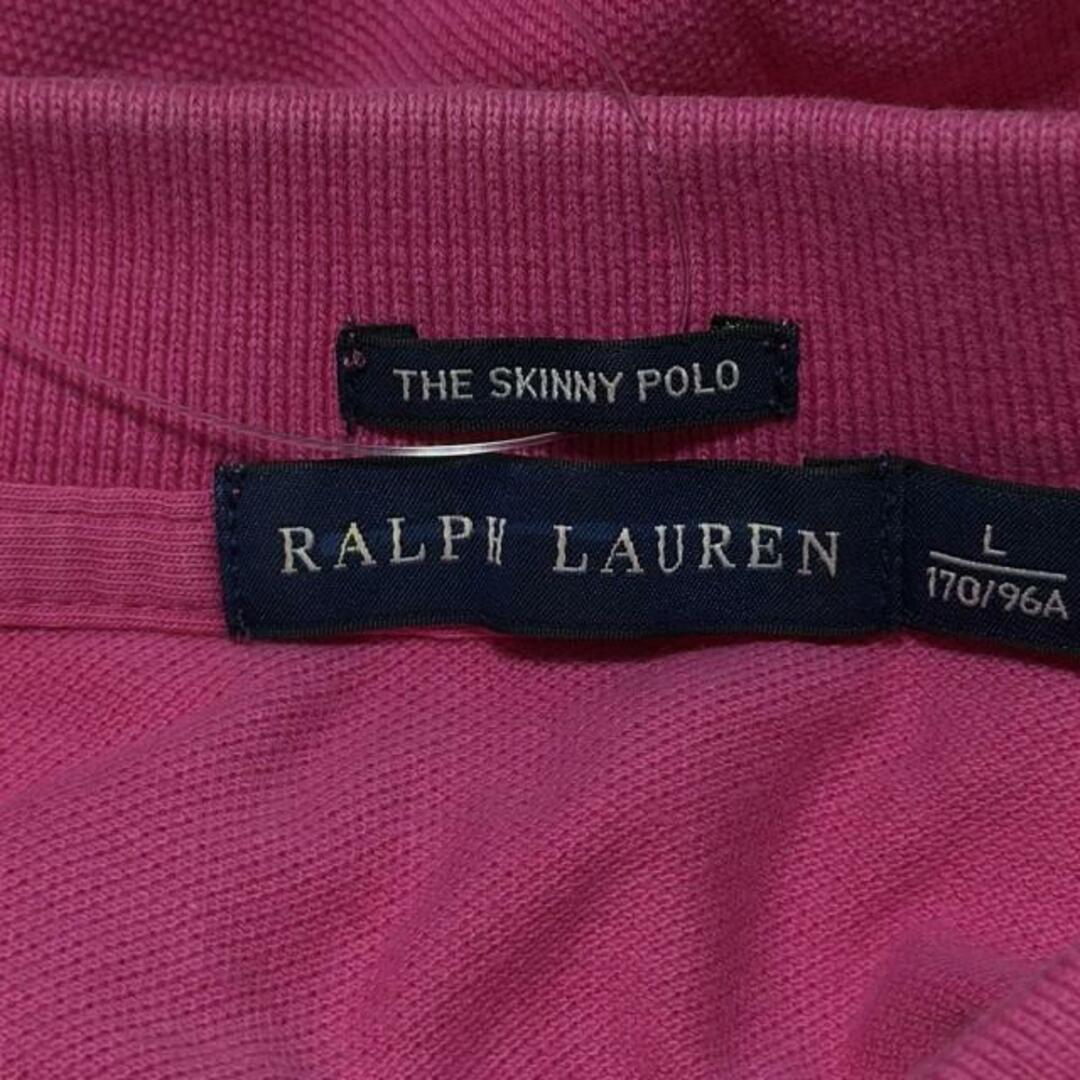 THE SKINNY POLO
RALPH LAUREN
L
170/96A